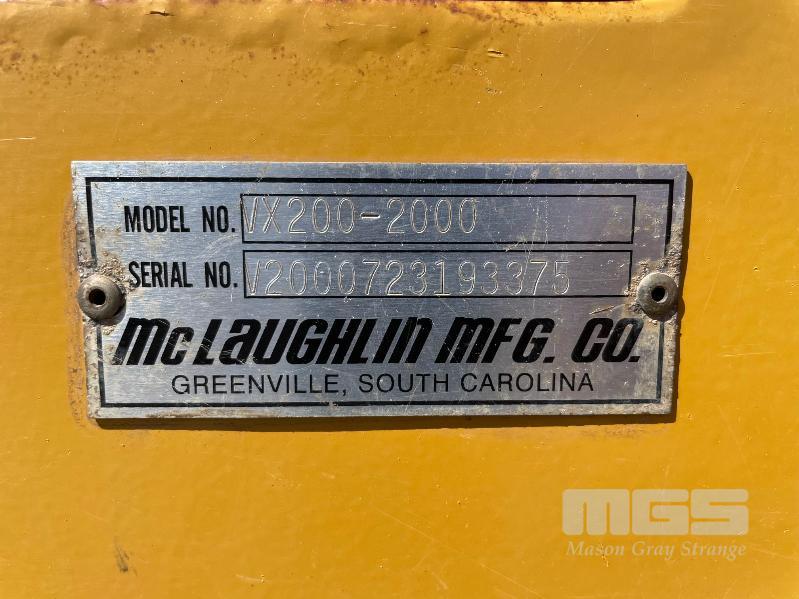 MODEL NO. VX200-2000
SERIAL NO. V2000723193375
McLAUGHLIN MFG. CO.
GREENVILLE, SOUTH CAROLINA
MGS
Mason Gray Strange